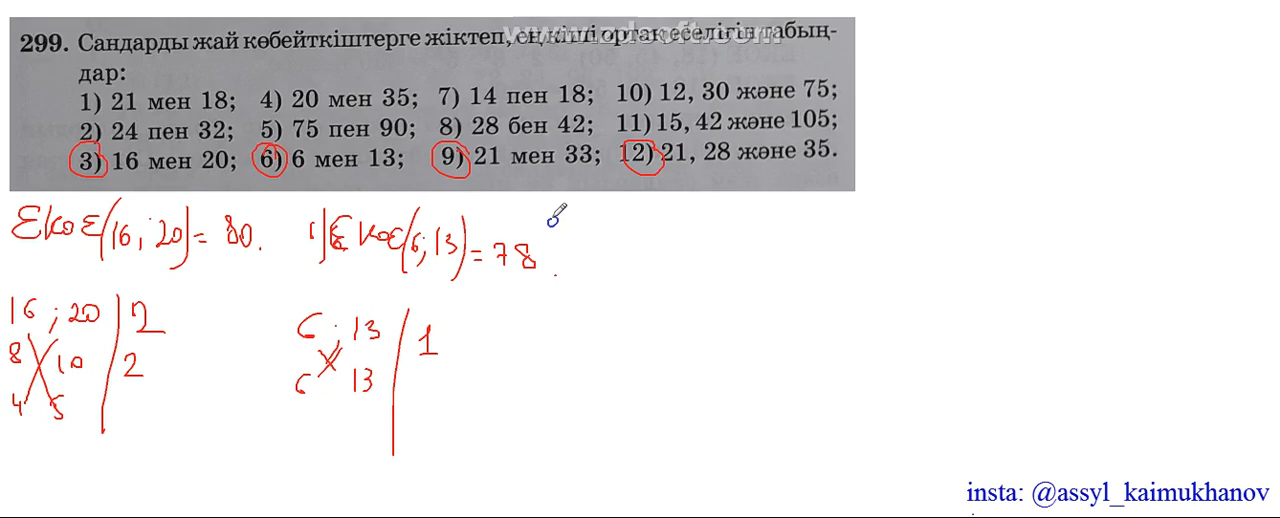 www.zdsoft.com
299. Сандарды жай көбейткіштерге жіктеп, ең кіші ортақ еселігін табың-
дар:
1) 21 мен 18; 4) 20 мен 35; 7) 14 пен 18; 10) 12, 30 және 75;
2) 24 пен 32; 5) 75 пен 90; 8) 28 бен 42; 11) 15, 42 және 105;
3) 16 мен 20; 6) 6 мен 13; 9) 21 мен 33; 12) 21, 28 және 35.
ЕКОЕ(16; 20) = 80. ЕКОЕ(6; 13) = 78.
16; 20 | 2
8 10 | 2
4 5
6; 13 | 1
6 13
insta: @assyl_kaimukhanov